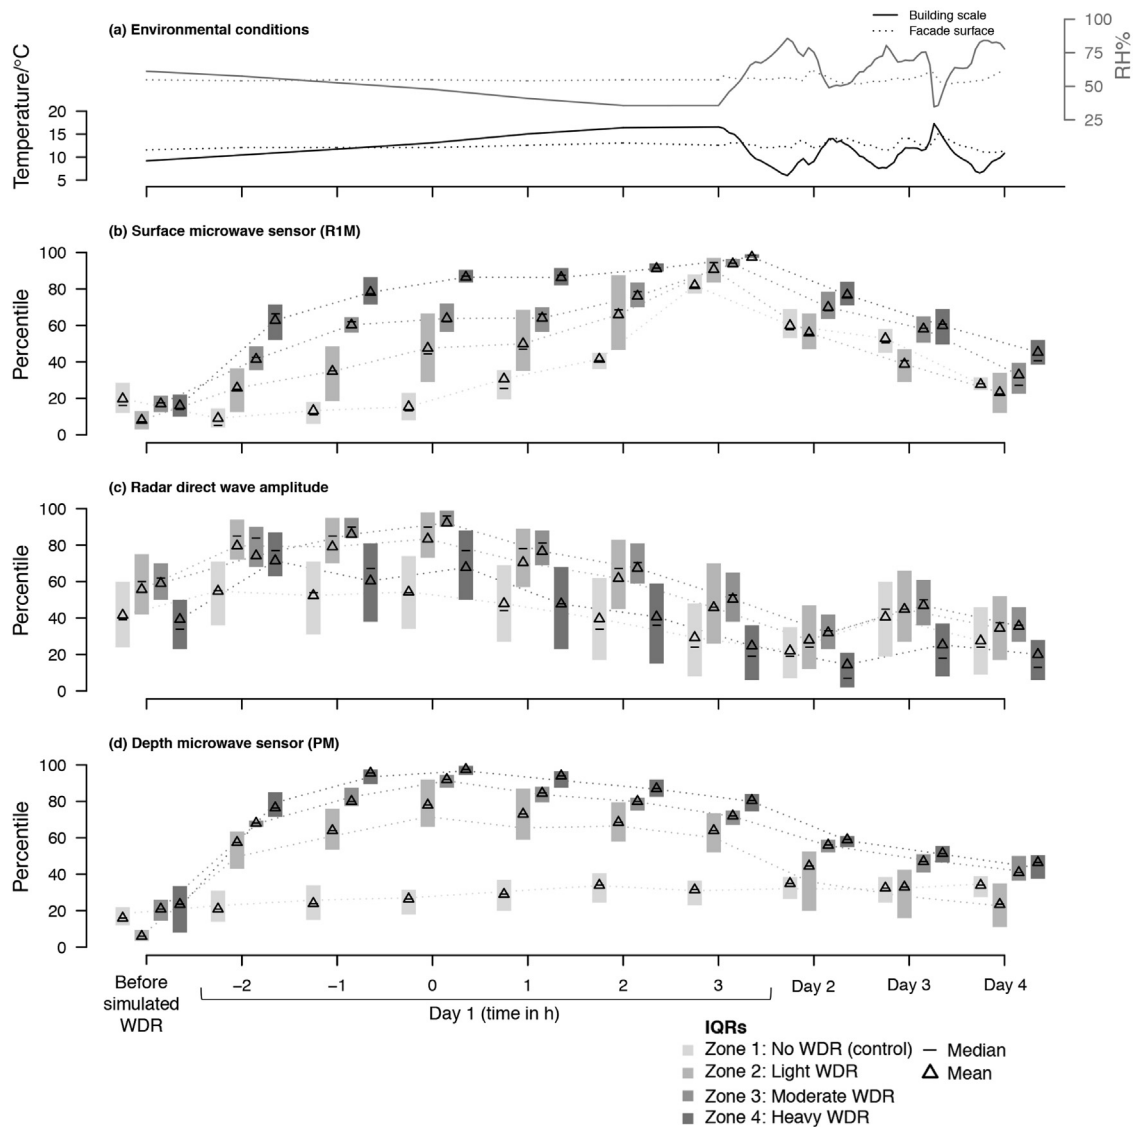 (a) Environmental conditions
Building scale
Facade surface
Temperature/°C
20
15
10
5
100
75
50
25
RH%
(b) Surface microwave sensor (R1M)
Percentile
100
80
60
40
20
0
(c) Radar direct wave amplitude
Percentile
100
80
60
40
20
0
(d) Depth microwave sensor (PM)
Percentile
100
80
60
40
20
0
Before
simulated
WDR
−2 −1 0 1 2 3 Day 2 Day 3 Day 4
Day 1 (time in h)
IQRs
Zone 1: No WDR (control)
Zone 2: Light WDR
Zone 3: Moderate WDR
Zone 4: Heavy WDR
Median
Mean